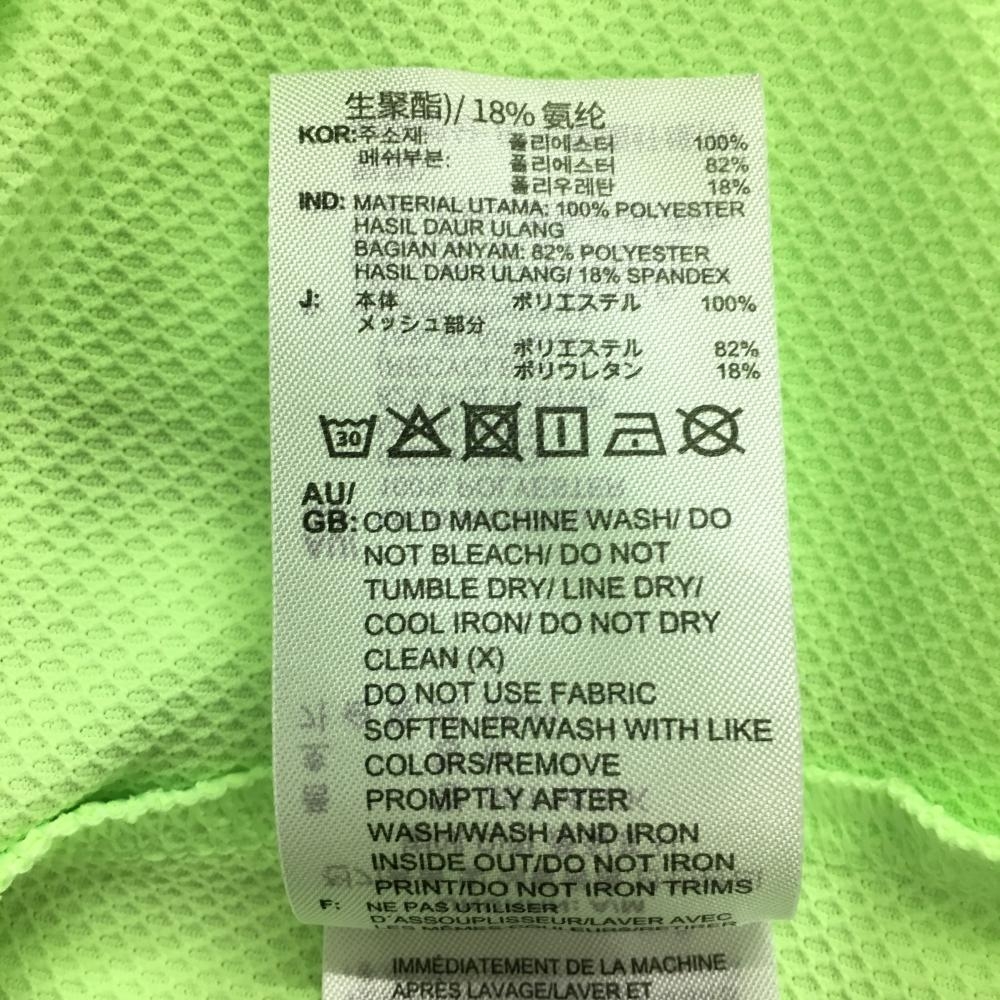 生聚酯)/ 18% 氨纶
KOR: 주소재: 폴리에스터 100%
메쉬부분: 폴리에스터 82%
폴리우레탄 18%
IND: MATERIAL UTAMA: 100% POLYESTER
HASIL DAUR ULANG
BAGIAN ANYAM: 82% POLYESTER
HASIL DAUR ULANG/ 18% SPANDEX
J: 本体 ポリエステル 100%
メッシュ部分
ポリエステル 82%
ポリウレタン 18%
30
AU/
GB: COLD MACHINE WASH/ DO
NOT BLEACH/ DO NOT
TUMBLE DRY/ LINE DRY/
COOL IRON/ DO NOT DRY
CLEAN (X)
DO NOT USE FABRIC
SOFTENER/WASH WITH LIKE
COLORS/REMOVE
PROMPTLY AFTER
WASH/WASH AND IRON
INSIDE OUT/DO NOT IRON
PRINT/DO NOT IRON TRIMS
F: NE PAS UTILISER
D'ASSOUPLISSEUR/LAVER AVEC
LES MÊMES COULEURS/RETIRER
IMMÉDIATEMENT DE LA MACHINE
APRÈS LAVAGE/LAVER ET